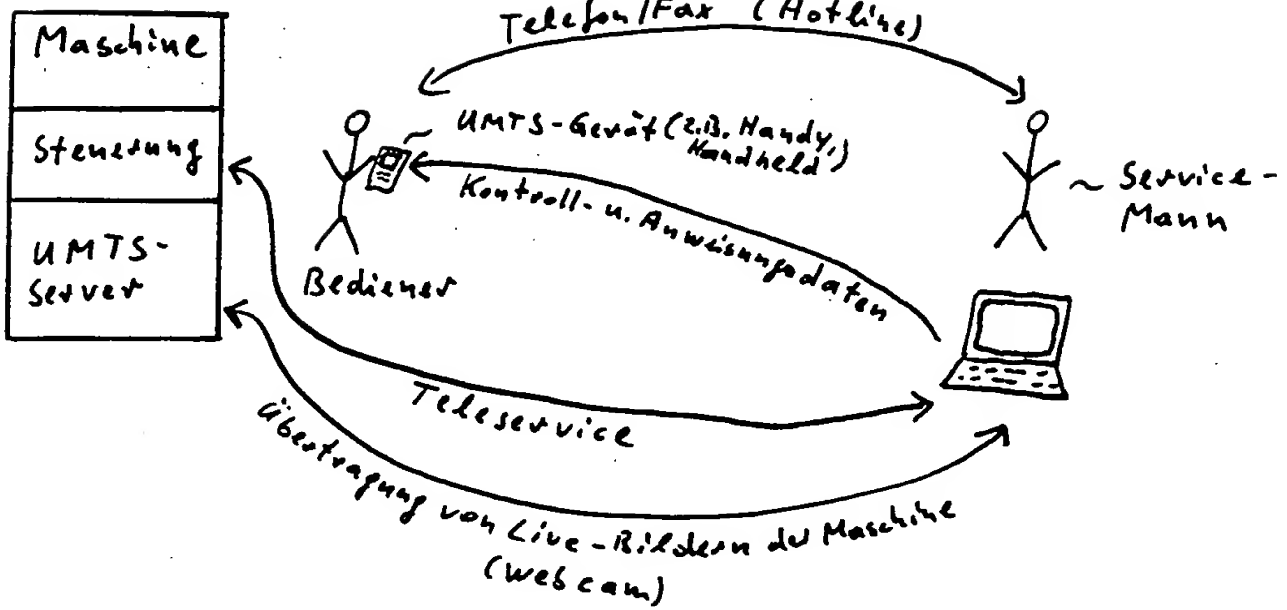 Telefon/Fax (Hotline)
Maschine
Steuerung
UMTS-
Server
UMTS-Gerät (z.B. Handy,
Handheld)
Kontroll- u. Anweisungsdaten
Bediener
Service-
Mann
Teleservice
Übertragung von Live-Bildern der Maschine
(Webcam)